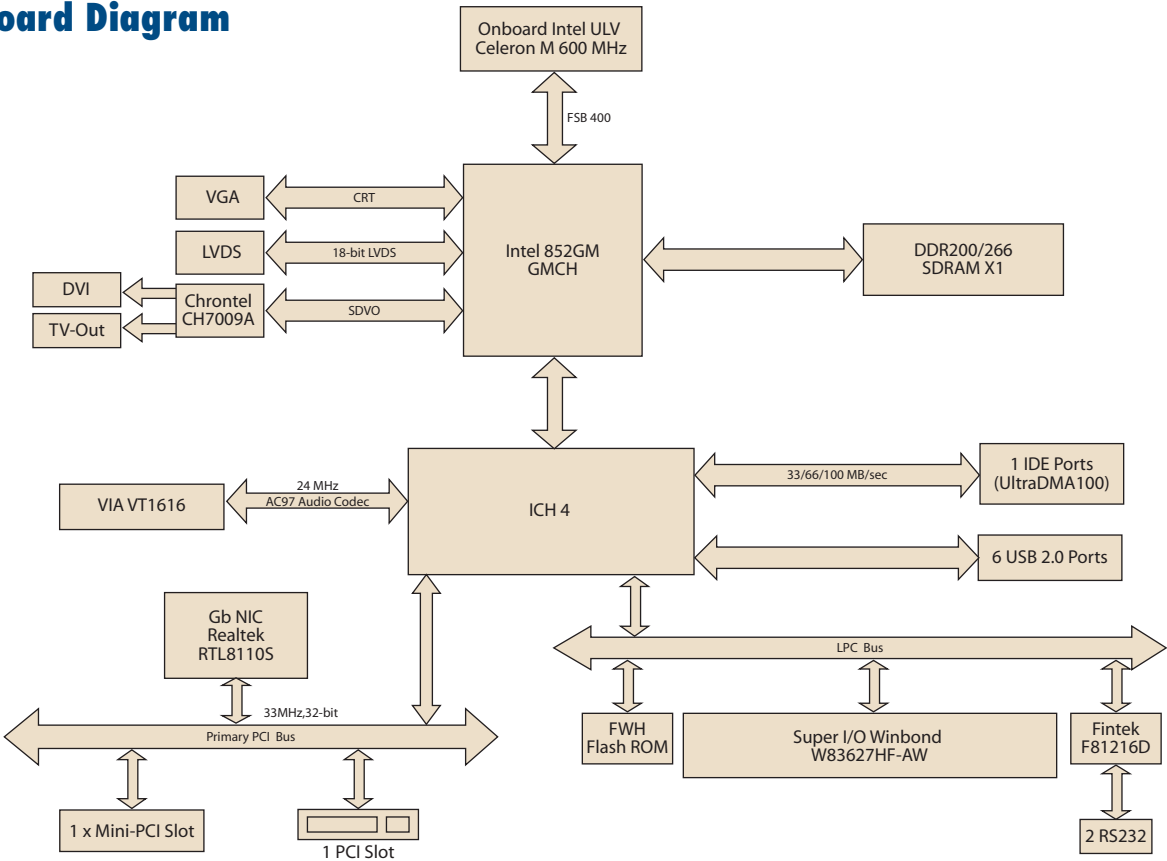 oard Diagram
Onboard Intel ULV
Celeron M 600 MHz
FSB 400
VGA
CRT
LVDS
18-bit LVDS
Intel 852GM
GMCH
DDR200/266
SDRAM X1
DVI
TV-Out
Chrontel
CH7009A
SDVO
VIA VT1616
24 MHz
AC97 Audio Codec
ICH 4
33/66/100 MB/sec
1 IDE Ports
(UltraDMA100)
6 USB 2.0 Ports
Gb NIC
Realtek
RTL8110S
33MHz,32-bit
Primary PCI Bus
1 x Mini-PCI Slot
1 PCI Slot
LPC Bus
FWH
Flash ROM
Super I/O Winbond
W83627HF-AW
Fintek
F81216D
2 RS232